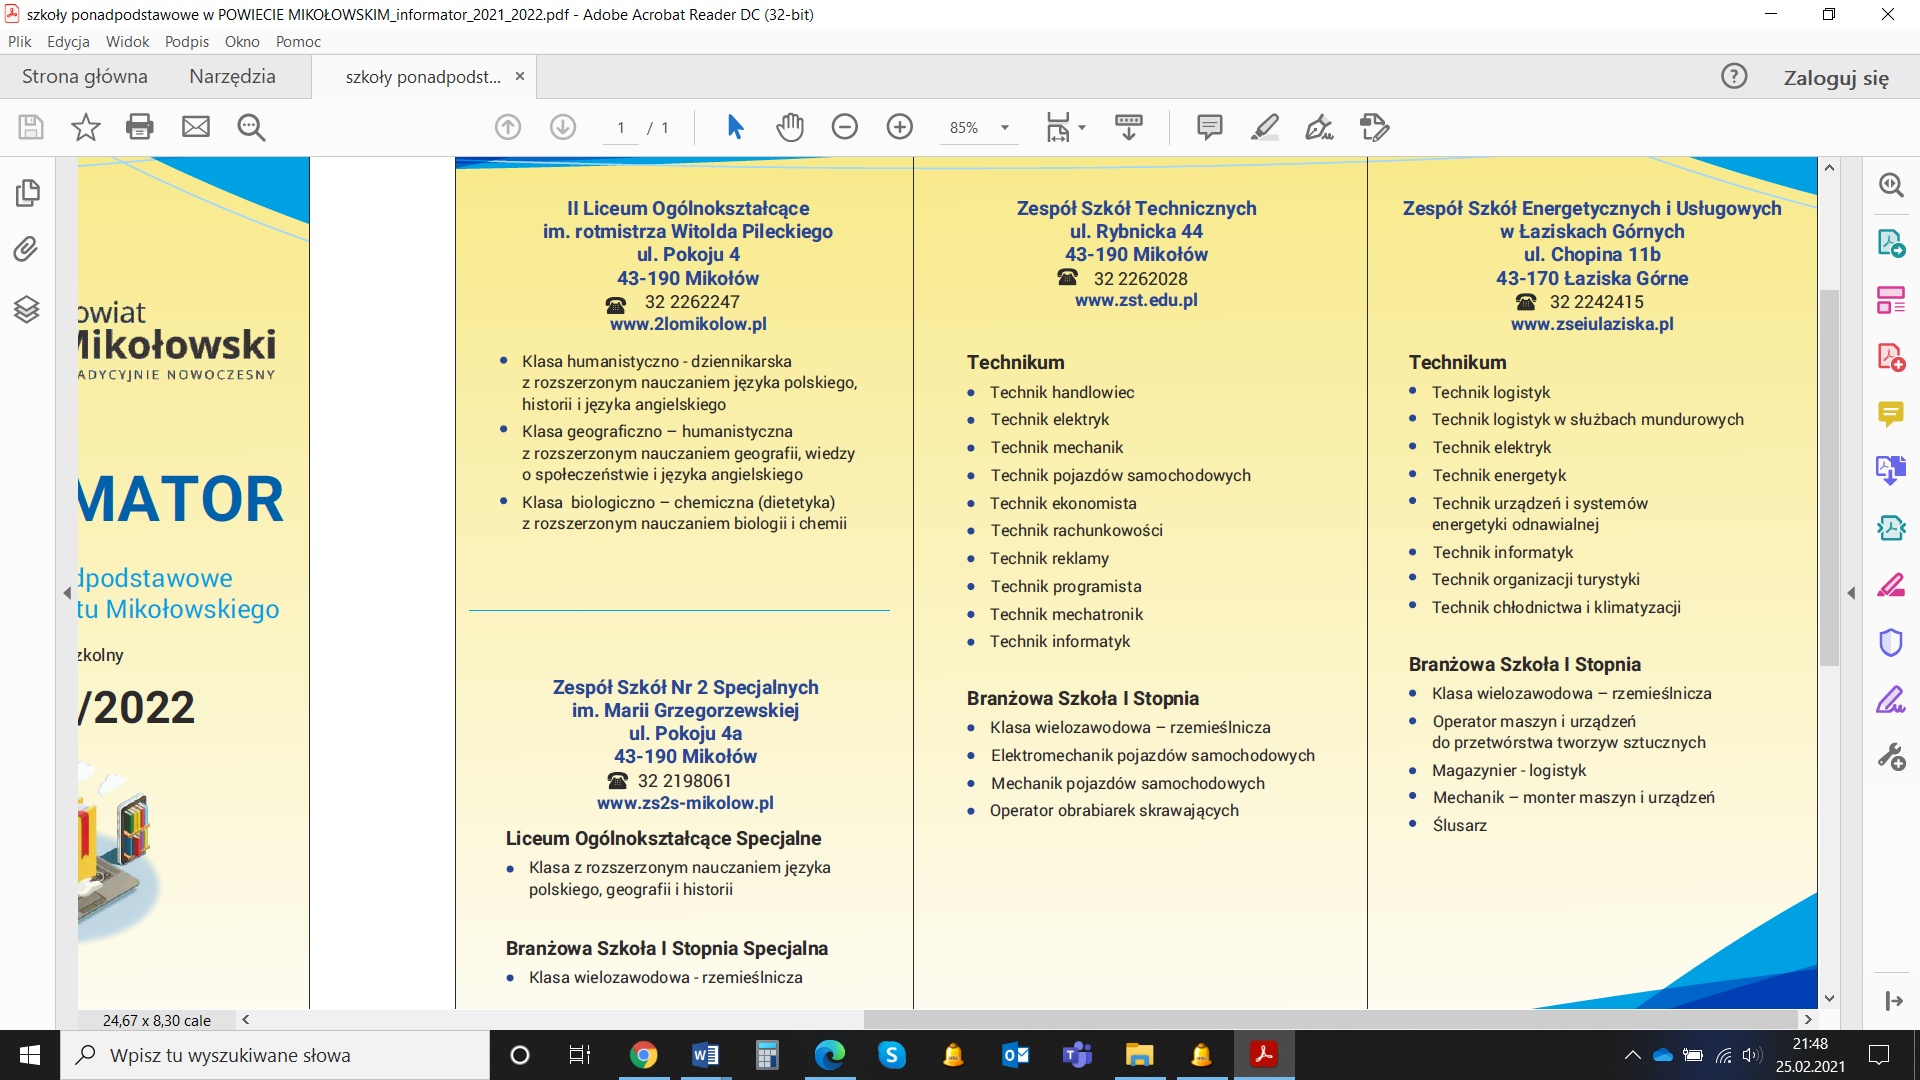 szkoły ponadpodstawowe w POWIECIE MIKOŁOWSKIM_informator_2021_2022.pdf - Adobe Acrobat Reader DC (32-bit)
Plik Edycja Widok Podpis Okno Pomoc
Strona główna Narzędzia szkoły ponadpodst... × Zaloguj się
1 / 1 85%
owiat
Mikołowski
ADYCYJNIE NOWOCZESNY
MATOR
dpodstawowe
tu Mikołowskiego
zkolny
/2022
II Liceum Ogólnokształcące
im. rotmistrza Witolda Pileckiego
ul. Pokoju 4
43-190 Mikołów
32 2262247
www.2lomikolow.pl
Klasa humanistyczno - dziennikarska
z rozszerzonym nauczaniem języka polskiego,
historii i języka angielskiego
Klasa geograficzno – humanistyczna
z rozszerzonym nauczaniem geografii, wiedzy
o społeczeństwie i języka angielskiego
Klasa biologiczno – chemiczna (dietetyka)
z rozszerzonym nauczaniem biologii i chemii
Zespół Szkół Nr 2 Specjalnych
im. Marii Grzegorzewskiej
ul. Pokoju 4a
43-190 Mikołów
32 2198061
www.zs2s-mikolow.pl
Liceum Ogólnokształcące Specjalne
Klasa z rozszerzonym nauczaniem języka
polskiego, geografii i historii
Branżowa Szkoła I Stopnia Specjalna
Klasa wielozawodowa - rzemieślnicza
Zespół Szkół Technicznych
ul. Rybnicka 44
43-190 Mikołów
32 2262028
www.zst.edu.pl
Technikum
Technik handlowiec
Technik elektryk
Technik mechanik
Technik pojazdów samochodowych
Technik ekonomista
Technik rachunkowości
Technik reklamy
Technik programista
Technik mechatronik
Technik informatyk
Branżowa Szkoła I Stopnia
Klasa wielozawodowa – rzemieślnicza
Elektromechanik pojazdów samochodowych
Mechanik pojazdów samochodowych
Operator obrabiarek skrawających
Zespół Szkół Energetycznych i Usługowych
w Łaziskach Górnych
ul. Chopina 11b
43-170 Łaziska Górne
32 2242415
www.zseiulaziska.pl
Technikum
Technik logistyk
Technik logistyk w służbach mundurowych
Technik elektryk
Technik energetyk
Technik urządzeń i systemów
energetyki odnawialnej
Technik informatyk
Technik organizacji turystyki
Technik chłodnictwa i klimatyzacji
Branżowa Szkoła I Stopnia
Klasa wielozawodowa – rzemieślnicza
Operator maszyn i urządzeń
do przetwórstwa tworzyw sztucznych
Magazynier - logistyk
Mechanik – monter maszyn i urządzeń
Ślusarz
24,67 x 8,30 cale
Wpisz tu wyszukiwane słowa
21:48
25.02.2021